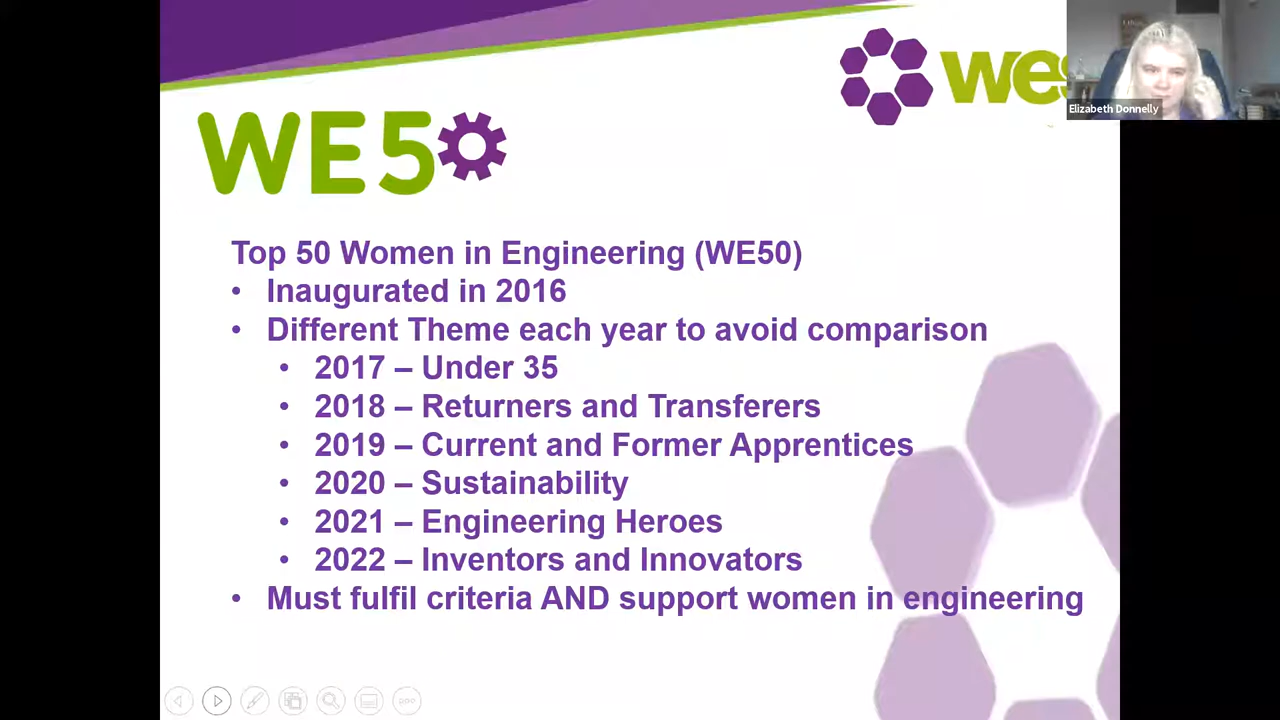 wes
Elizabeth Donnelly
WE50
Top 50 Women in Engineering (WE50)
• Inaugurated in 2016
• Different Theme each year to avoid comparison
• 2017 – Under 35
• 2018 – Returners and Transferers
• 2019 – Current and Former Apprentices
• 2020 – Sustainability
• 2021 – Engineering Heroes
• 2022 – Inventors and Innovators
• Must fulfil criteria AND support women in engineering